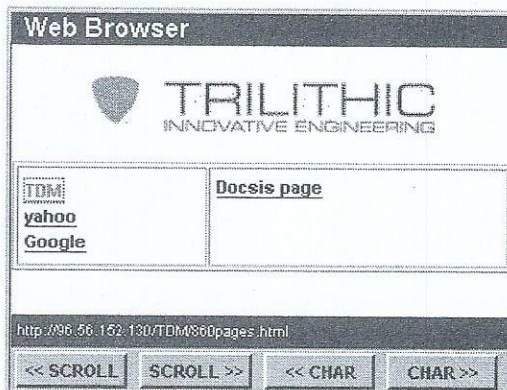 Web Browser
TRILITHIC
INNOVATIVE ENGINEERING
TDM
yahoo
Google
Docsis page
http://96.56.152.130/TDM/860pages.html
<< SCROLL
SCROLL >>
<< CHAR
CHAR >>